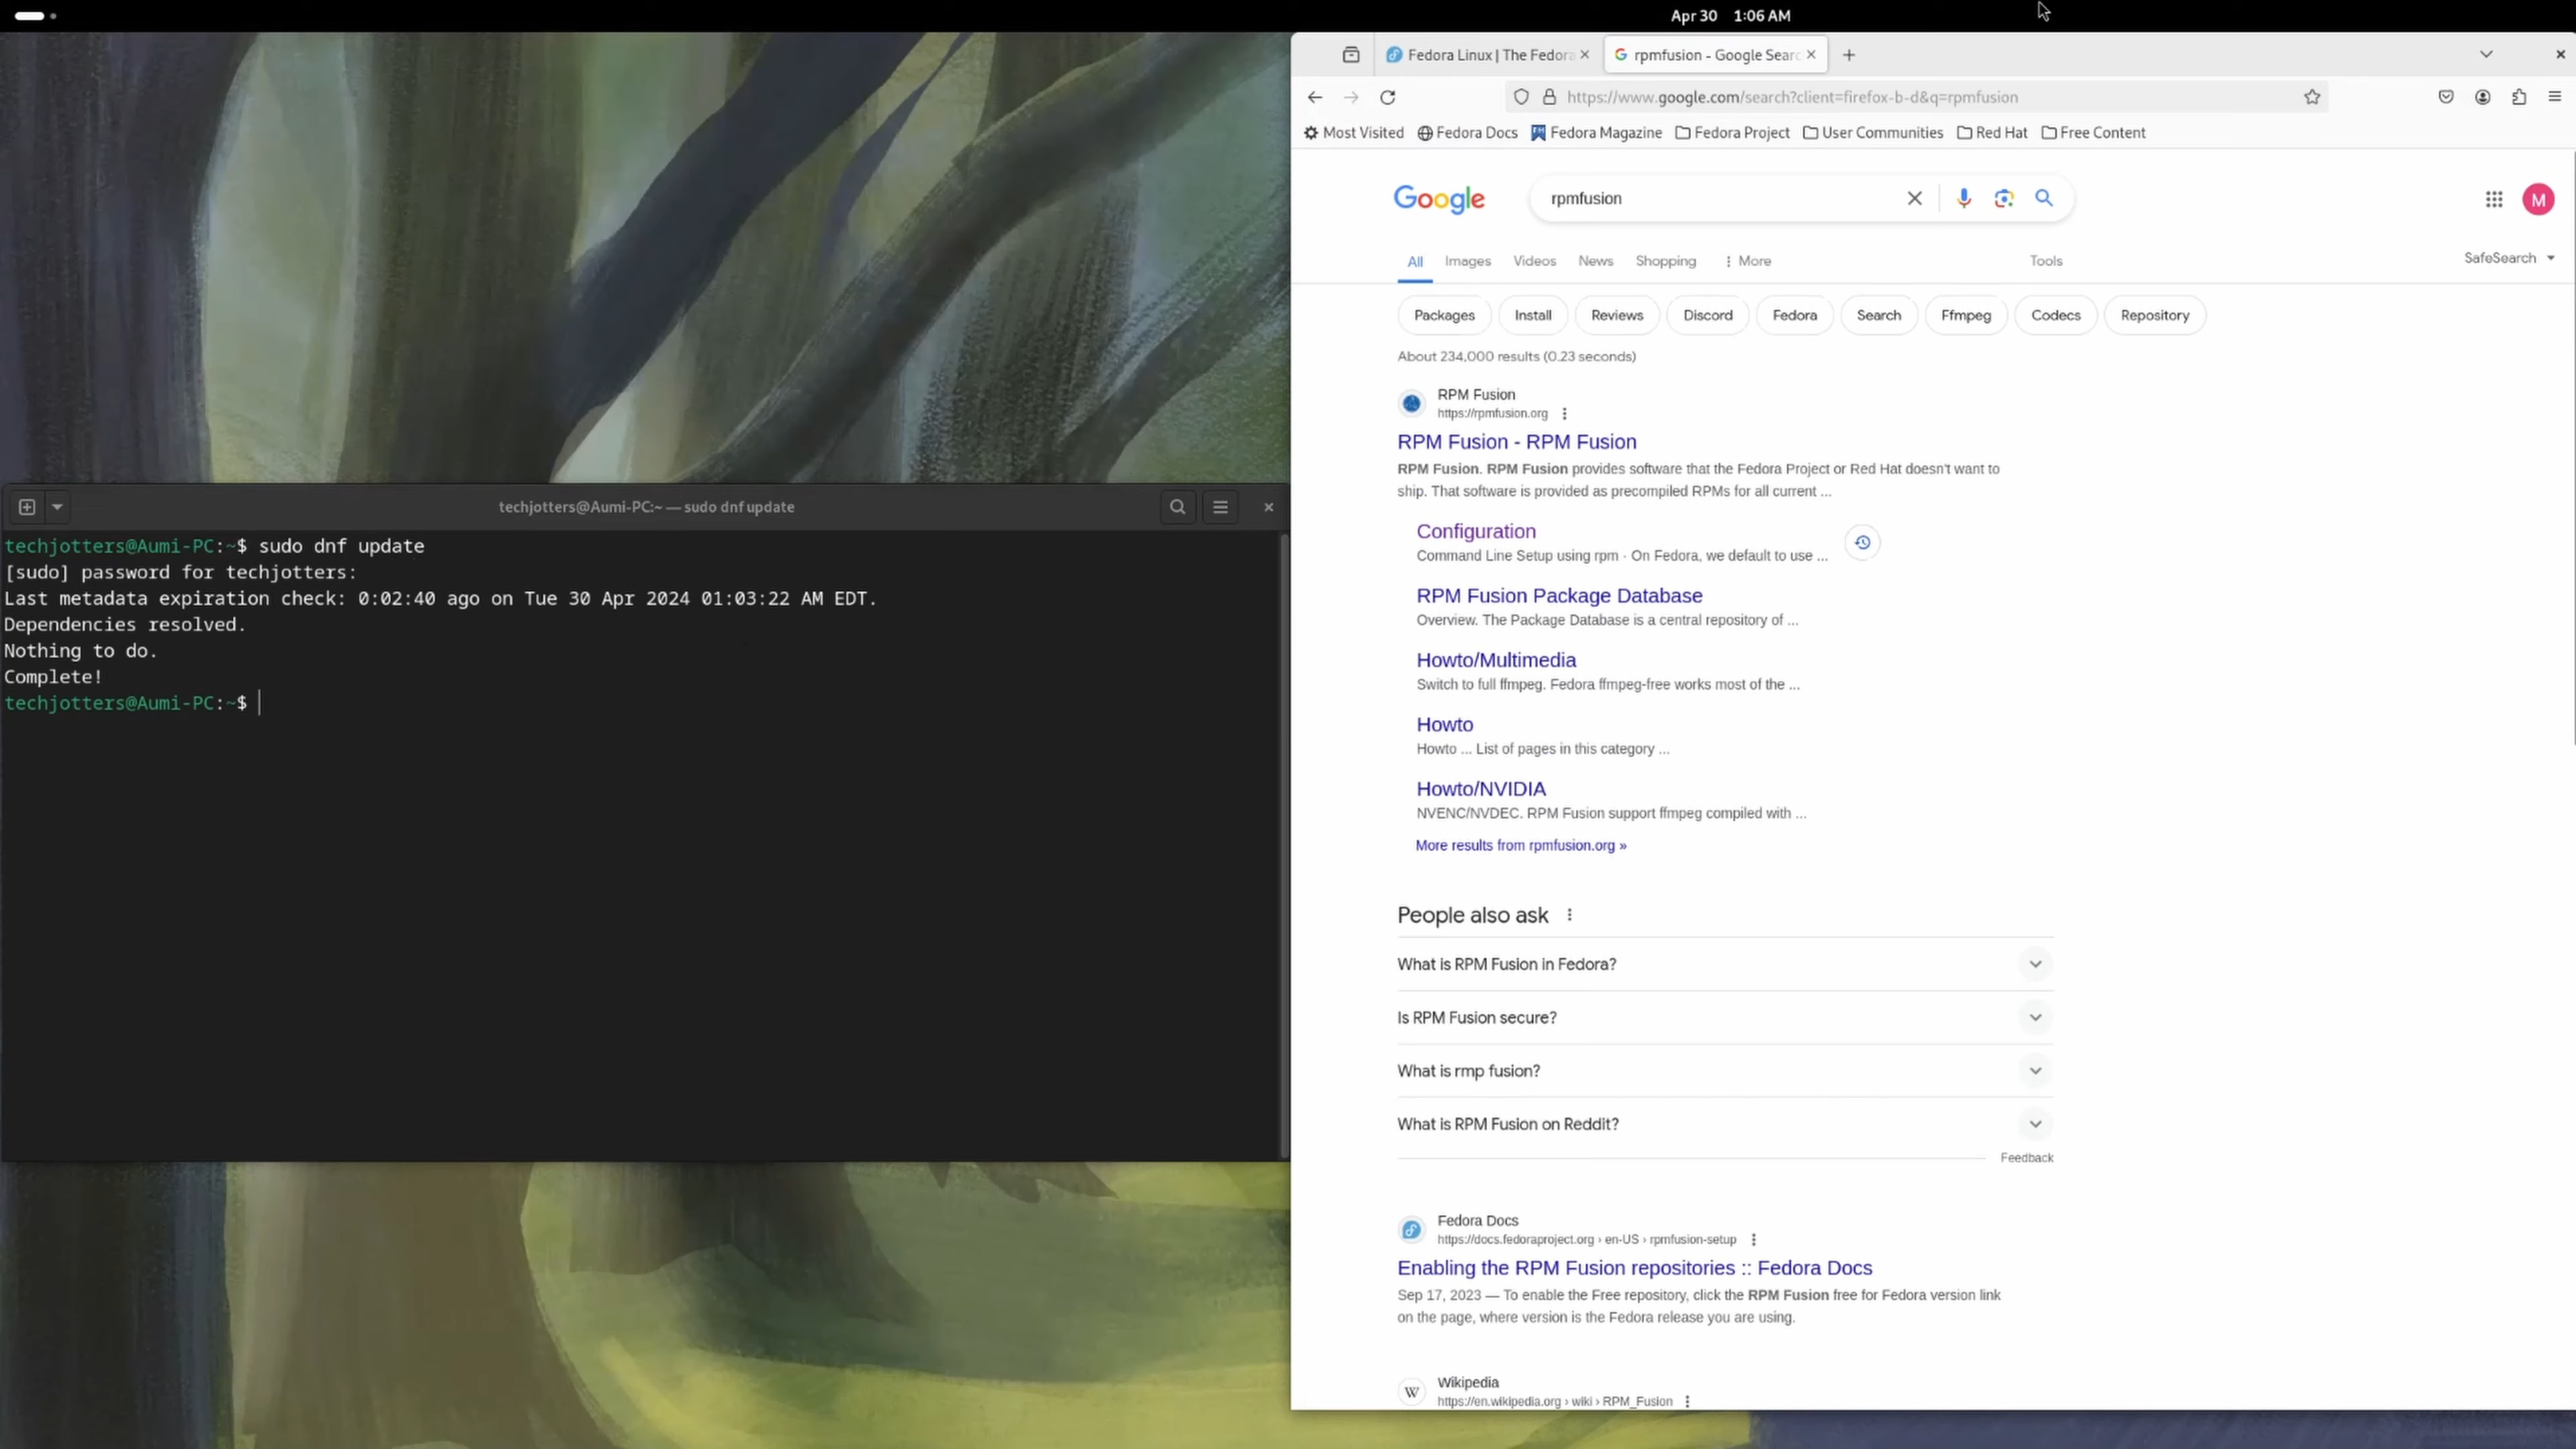 Apr 30 1:06 AM
Fedora Linux | The Fedora
rpmfusion - Google Searc
https://www.google.com/search?client=firefox-b-d&q=rpmfusion
Most Visited Fedora Docs Fedora Magazine Fedora Project User Communities Red Hat Free Content
Google
rpmfusion
M
All Images Videos News Shopping More Tools
SafeSearch
Packages Install Reviews Discord Fedora Search Ffmpeg Codecs Repository
About 234,000 results (0.23 seconds)
RPM Fusion
https://rpmfusion.org
RPM Fusion - RPM Fusion
RPM Fusion. RPM Fusion provides software that the Fedora Project or Red Hat doesn't want to
ship. That software is provided as precompiled RPMs for all current ...
Configuration
Command Line Setup using rpm · On Fedora, we default to use ...
RPM Fusion Package Database
Overview. The Package Database is a central repository of ...
Howto/Multimedia
Switch to full ffmpeg. Fedora ffmpeg-free works most of the ...
Howto
Howto ... List of pages in this category ...
Howto/NVIDIA
NVENC/NVDEC. RPM Fusion support ffmpeg compiled with ...
More results from rpmfusion.org »
People also ask
What is RPM Fusion in Fedora?
Is RPM Fusion secure?
What is rmp fusion?
What is RPM Fusion on Reddit?
Feedback
Fedora Docs
https://docs.fedoraproject.org › en-US › rpmfusion-setup
Enabling the RPM Fusion repositories :: Fedora Docs
Sep 17, 2023 — To enable the Free repository, click the RPM Fusion free for Fedora version link
on the page, where version is the Fedora release you are using.
W
Wikipedia
https://en.wikipedia.org › wiki › RPM_Fusion
techjotters@Aumi-PC:~ — sudo dnf update
techjotters@Aumi-PC:~$ sudo dnf update
[sudo] password for techjotters:
Last metadata expiration check: 0:02:40 ago on Tue 30 Apr 2024 01:03:22 AM EDT.
Dependencies resolved.
Nothing to do.
Complete!
techjotters@Aumi-PC:~$